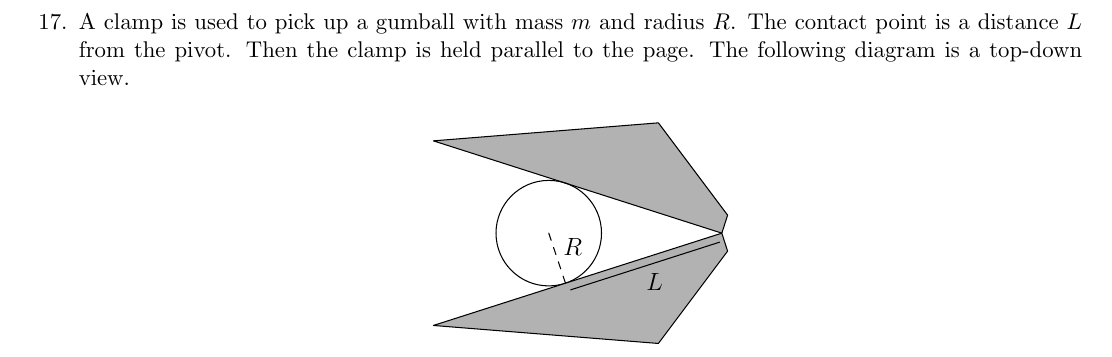 17. A clamp is used to pick up a gumball with mass m and radius R. The contact point is a distance L
from the pivot. Then the clamp is held parallel to the page. The following diagram is a top-down
view.
R
L